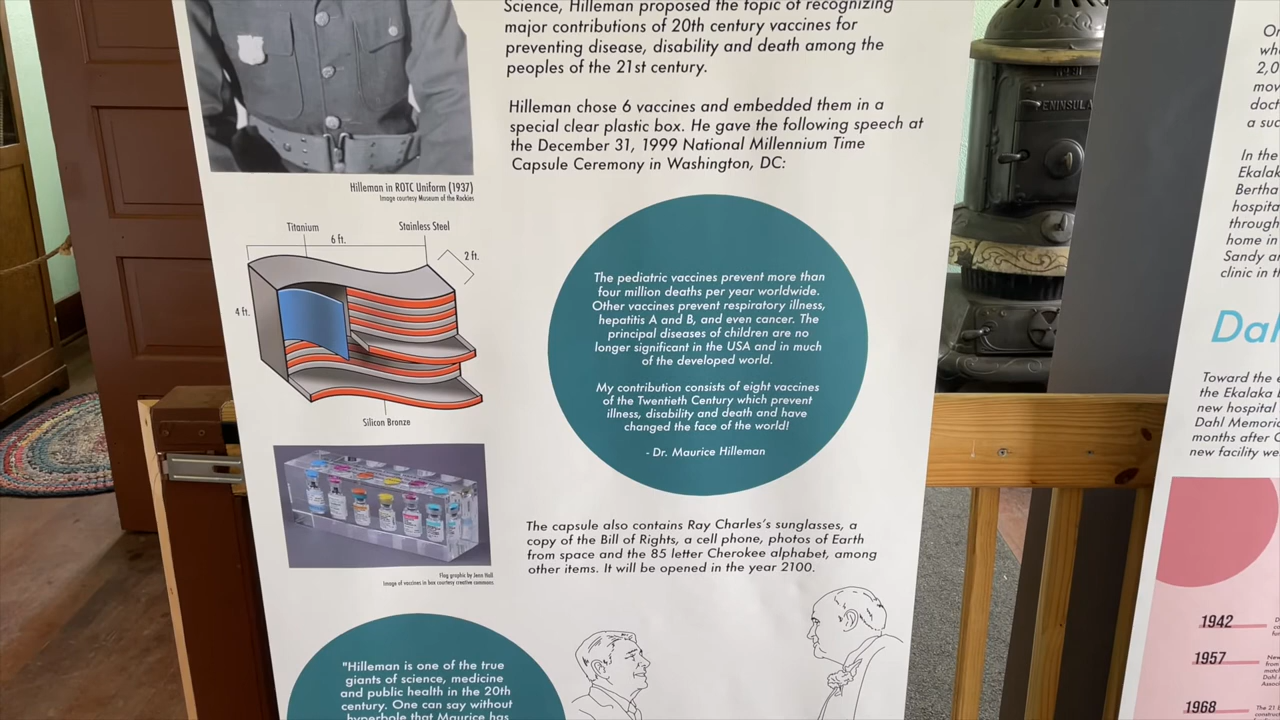 Science, Hilleman proposed the topic of recognizing
major contributions of 20th century vaccines for
preventing disease, disability and death among the
peoples of the 21st century.
Hilleman chose 6 vaccines and embedded them in a
special clear plastic box. He gave the following speech at
the December 31, 1999 National Millennium Time
Capsule Ceremony in Washington, DC:
Hilleman in ROTC Uniform (1937)
Image courtesy Museum of the Rockies
Titanium
Stainless Steel
6 ft.
2 ft.
4 ft.
Silicon Bronze
The pediatric vaccines prevent more than
four million deaths per year worldwide.
Other vaccines prevent respiratory illness,
hepatitis A and B, and even cancer. The
principal diseases of children are no
longer significant in the USA and in much
of the developed world.
My contribution consists of eight vaccines
of the Twentieth Century which prevent
illness, disability and death and have
changed the face of the world!
- Dr. Maurice Hilleman
Flag graphic by Jenn Hall
Image of vaccines in box courtesy creative commons
The capsule also contains Ray Charles's sunglasses, a
copy of the Bill of Rights, a cell phone, photos of Earth
from space and the 85 letter Cherokee alphabet, among
other items. It will be opened in the year 2100.
"Hilleman is one of the true
giants of science, medicine
and public health in the 20th
century. One can say without
hyperbole that Maurice has
PENINSULA
2,0
mov
doct
a suc
In the
Ekalak
Bertha
hospita
through
home in
Sandy an
clinic in th
Dal
Toward the
the Ekalaka
new hospital
Dahl Memori
months after
new facility we
1942
1957
1968